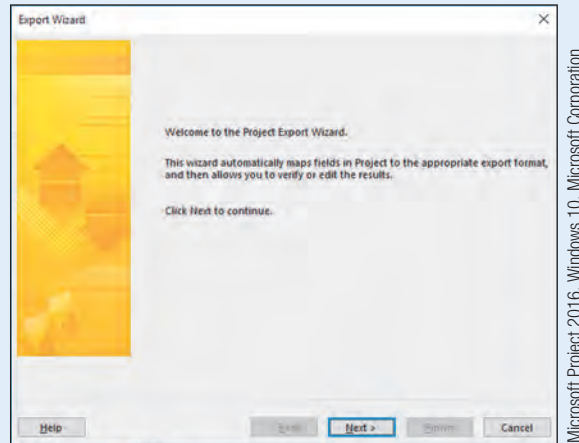 Export Wizard
Welcome to the Project Export Wizard.
This wizard automatically maps fields in Project to the appropriate export format,
and then allows you to verify or edit the results.
Click Next to continue.
Help
Next >
Cancel
Microsoft Project 2016, Windows 10, Microsoft Corporation